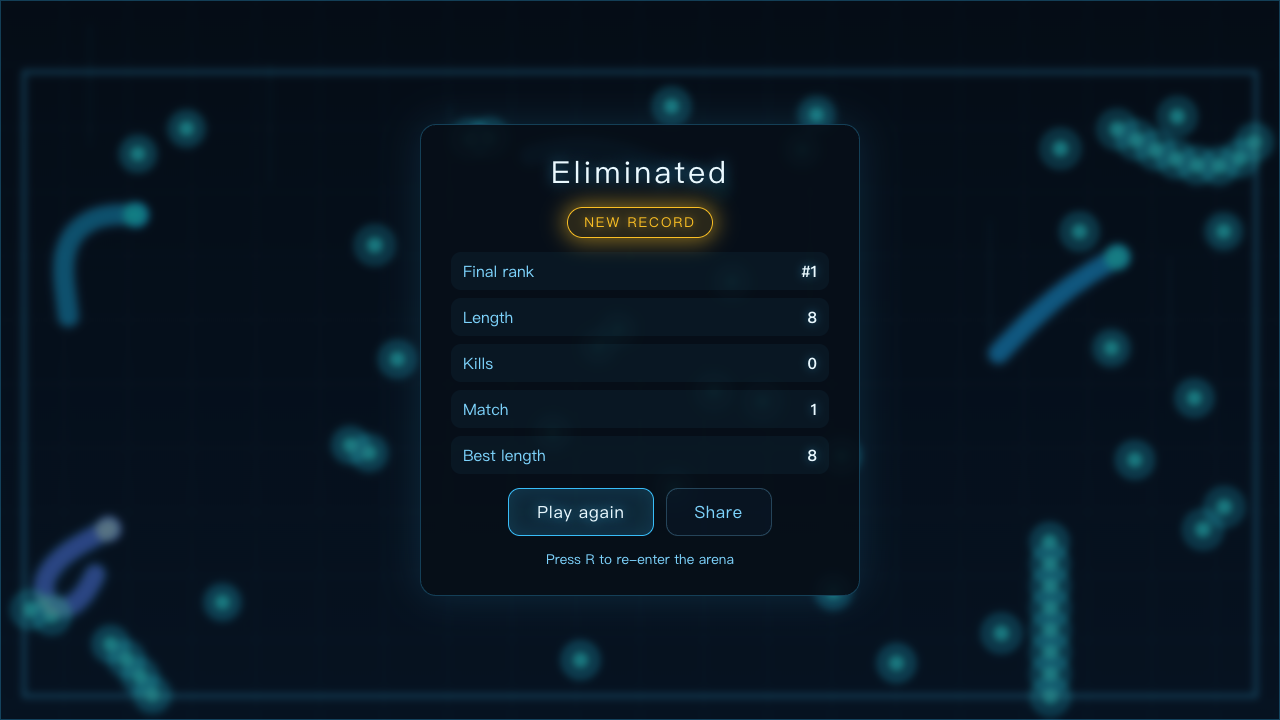 Eliminated
NEW RECORD
Final rank #1
Length 8
Kills 0
Match 1
Best length 8
Play again Share
Press R to re-enter the arena